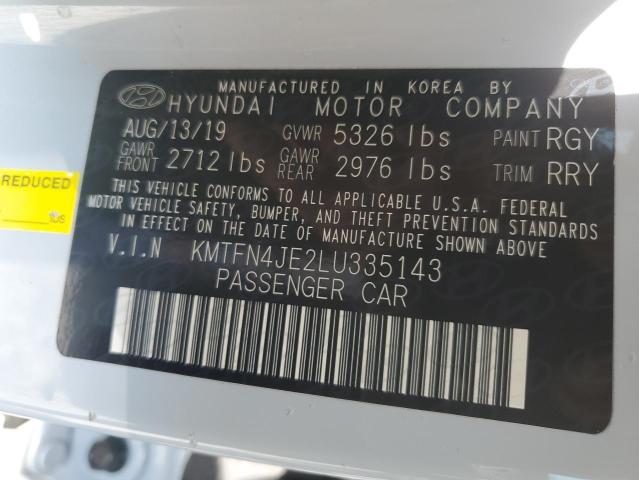 MANUFACTURED IN KOREA BY
HYUNDAI MOTOR COMPANY
AUG/13/19 GVWR 5326 lbs PAINT RGY
GAWR FRONT 2712 lbs GAWR REAR 2976 lbs TRIM RRY
THIS VEHICLE CONFORMS TO ALL APPLICABLE U.S.A. FEDERAL
MOTOR VEHICLE SAFETY, BUMPER, AND THEFT PREVENTION STANDARDS
IN EFFECT ON THE DATE OF MANUFACTURE SHOWN ABOVE.
V.I.N KMTFN4JE2LU335143
PASSENGER CAR
REDUCED